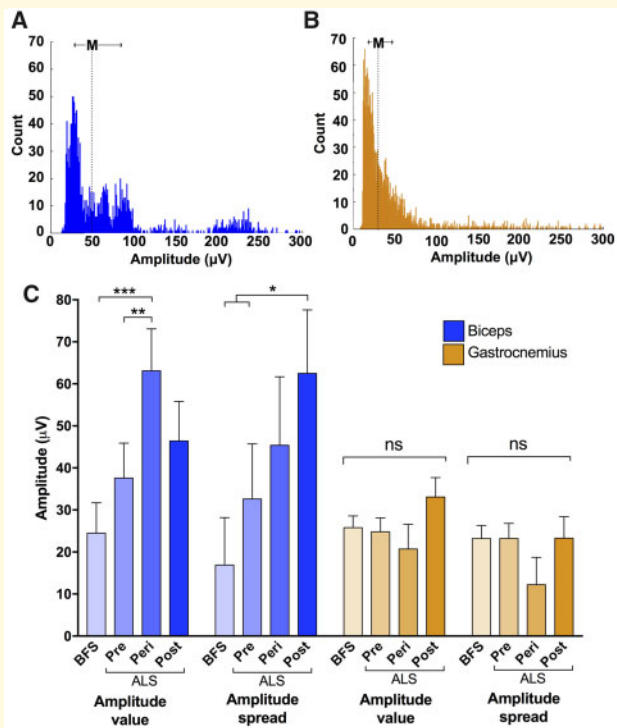 A
M
70
60
50
40
30
20
10
0
Count
0 50 100 150 200 250 300
Amplitude (µV)
B
M
70
60
50
40
30
20
10
0
Count
0 50 100 150 200 250 300
Amplitude (µV)
C
80
70
60
50
40
30
20
10
0
Amplitude (µV)
***
**
*
ns
ns
Biceps
Gastrocnemius
BFS Pre Peri Post BFS Pre Peri Post BFS Pre Peri Post BFS Pre Peri Post
ALS ALS ALS ALS
Amplitude value
Amplitude spread
Amplitude value
Amplitude spread